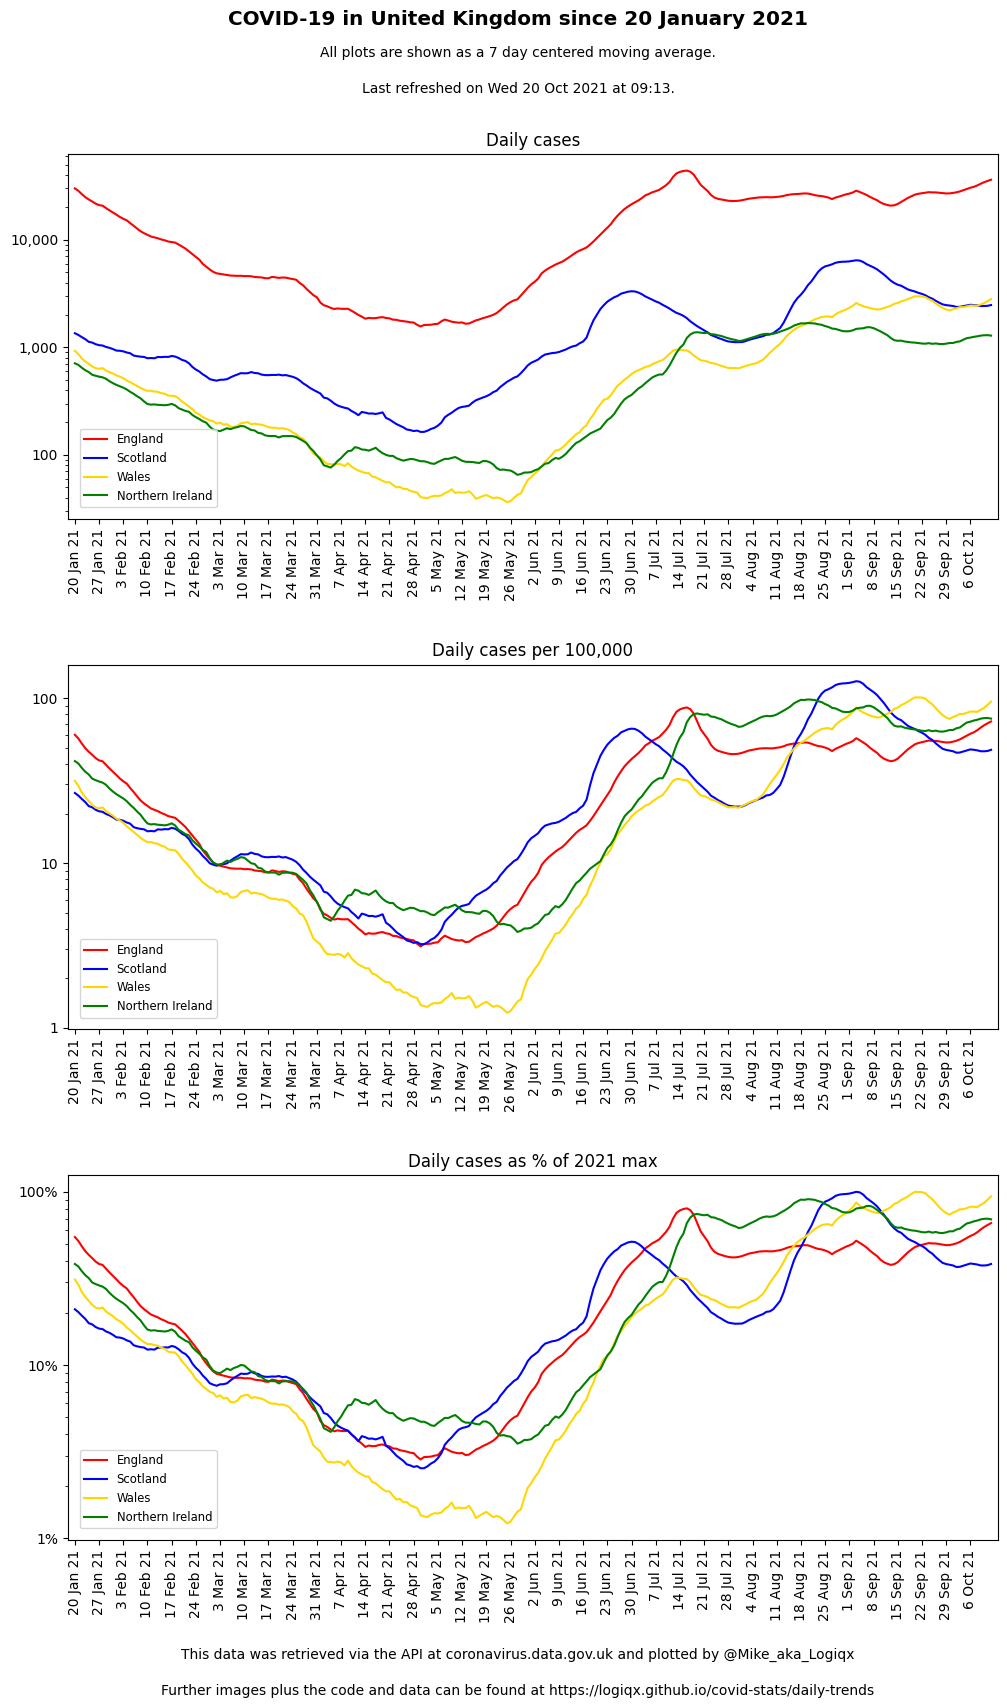 COVID-19 in United Kingdom since 20 January 2021
All plots are shown as a 7 day centered moving average.
Last refreshed on Wed 20 Oct 2021 at 09:13.
Daily cases
10,000
1,000
100
England
Scotland
Wales
Northern Ireland
20 Jan 21
27 Jan 21
3 Feb 21
10 Feb 21
17 Feb 21
24 Feb 21
3 Mar 21
10 Mar 21
17 Mar 21
24 Mar 21
31 Mar 21
7 Apr 21
14 Apr 21
21 Apr 21
28 Apr 21
5 May 21
12 May 21
19 May 21
26 May 21
2 Jun 21
9 Jun 21
16 Jun 21
23 Jun 21
30 Jun 21
7 Jul 21
14 Jul 21
21 Jul 21
28 Jul 21
4 Aug 21
11 Aug 21
18 Aug 21
25 Aug 21
1 Sep 21
8 Sep 21
15 Sep 21
22 Sep 21
29 Sep 21
6 Oct 21
Daily cases per 100,000
100
10
1
England
Scotland
Wales
Northern Ireland
20 Jan 21
27 Jan 21
3 Feb 21
10 Feb 21
17 Feb 21
24 Feb 21
3 Mar 21
10 Mar 21
17 Mar 21
24 Mar 21
31 Mar 21
7 Apr 21
14 Apr 21
21 Apr 21
28 Apr 21
5 May 21
12 May 21
19 May 21
26 May 21
2 Jun 21
9 Jun 21
16 Jun 21
23 Jun 21
30 Jun 21
7 Jul 21
14 Jul 21
21 Jul 21
28 Jul 21
4 Aug 21
11 Aug 21
18 Aug 21
25 Aug 21
1 Sep 21
8 Sep 21
15 Sep 21
22 Sep 21
29 Sep 21
6 Oct 21
Daily cases as % of 2021 max
100%
10%
1%
England
Scotland
Wales
Northern Ireland
20 Jan 21
27 Jan 21
3 Feb 21
10 Feb 21
17 Feb 21
24 Feb 21
3 Mar 21
10 Mar 21
17 Mar 21
24 Mar 21
31 Mar 21
7 Apr 21
14 Apr 21
21 Apr 21
28 Apr 21
5 May 21
12 May 21
19 May 21
26 May 21
2 Jun 21
9 Jun 21
16 Jun 21
23 Jun 21
30 Jun 21
7 Jul 21
14 Jul 21
21 Jul 21
28 Jul 21
4 Aug 21
11 Aug 21
18 Aug 21
25 Aug 21
1 Sep 21
8 Sep 21
15 Sep 21
22 Sep 21
29 Sep 21
6 Oct 21
This data was retrieved via the API at coronavirus.data.gov.uk and plotted by @Mike_aka_Logiqx
Further images plus the code and data can be found at https://logiqx.github.io/covid-stats/daily-trends